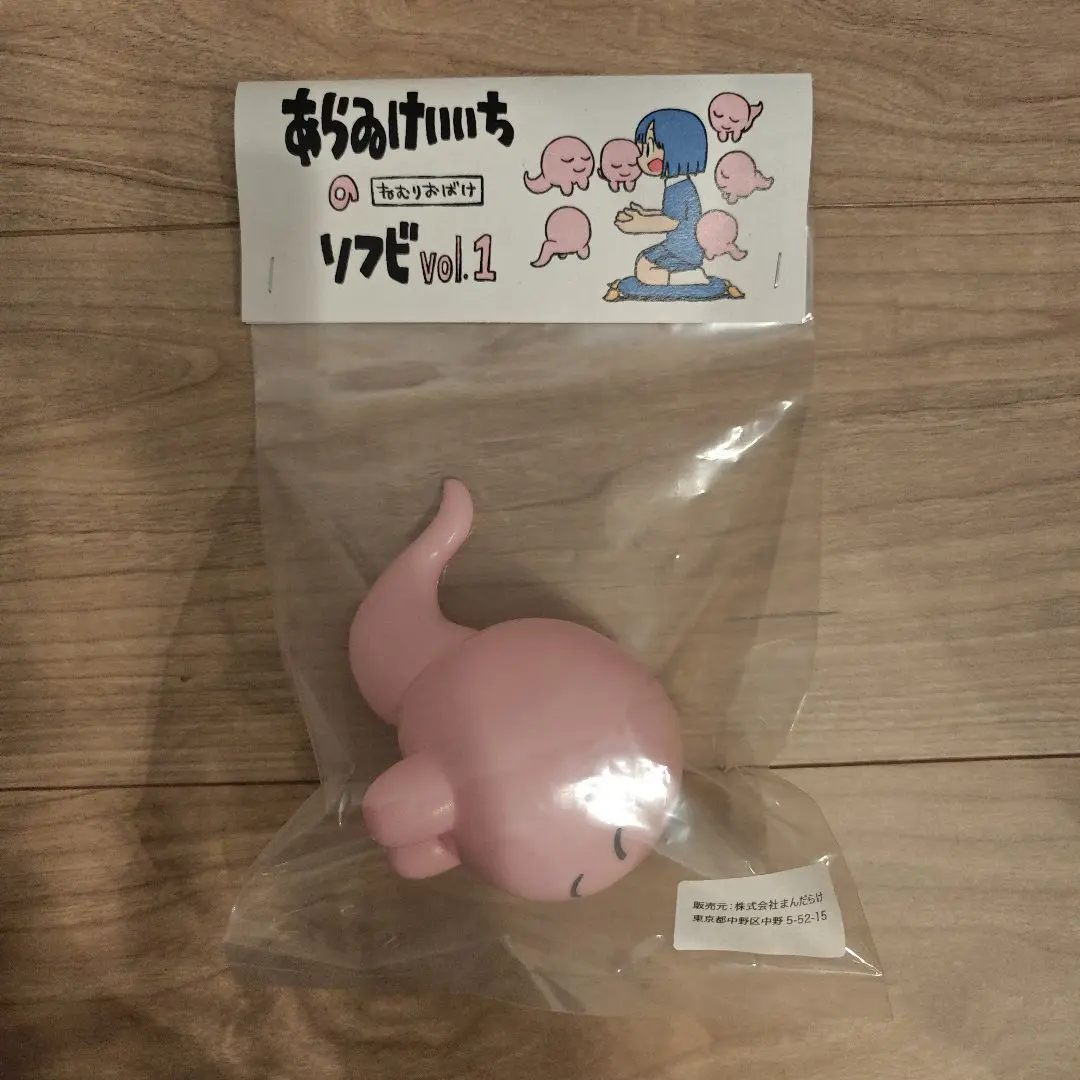 あらゐけいいち
の ねむりおばけ
ソフビ vol.1
販売元:株式会社まんだらけ
東京都中野区中野 5-52-15